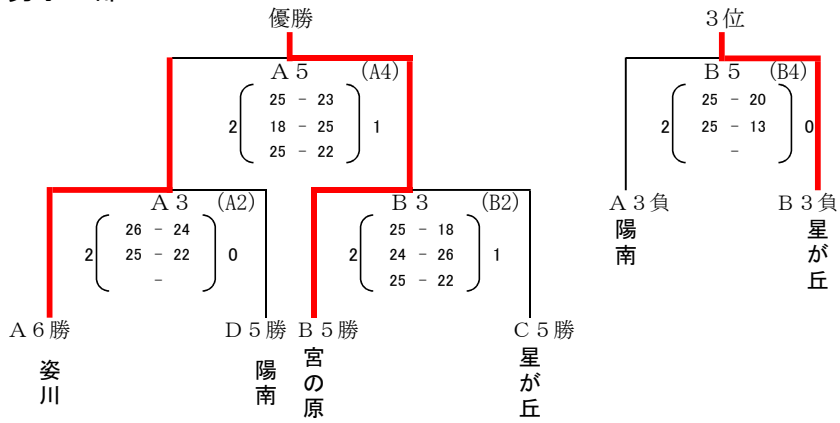 優勝
A５ (A4)
25 - 23
2 18 - 25 1
25 - 22
A３ (A2)
26 - 24
2 25 - 22 0
-
B３ (B2)
25 - 18
2 24 - 26 1
25 - 22
A６勝 D５勝 B５勝 C５勝
姿川
陽南
宮の原
星が丘
３位
B５ (B4)
25 - 20
2 25 - 13 0
-
A３負 B３負
陽南
星が丘